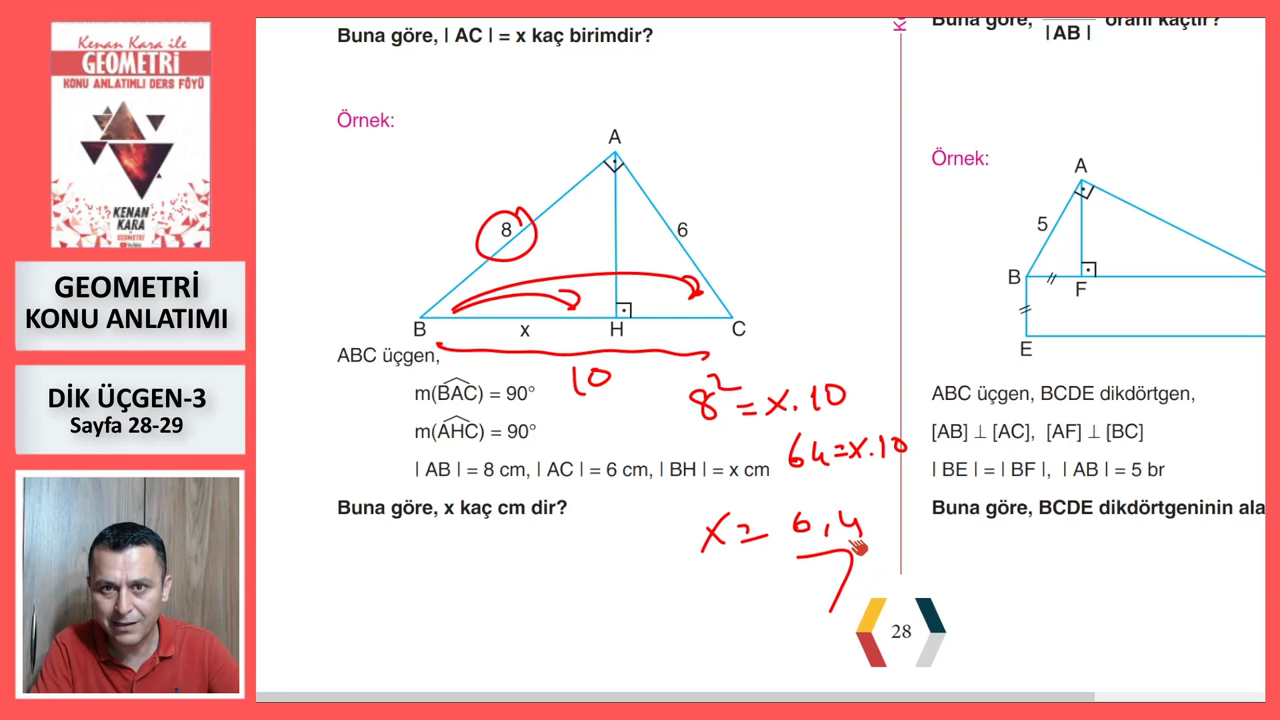 Kenan Kara ile
GEOMETRİ
KONU ANLATIMLI DERS FÖYÜ
KENAN
KARA
GEOMETRİ KONU ANLATIMI
DİK ÜÇGEN-3
Sayfa 28-29
Buna göre, | AC | = x kaç birimdir?
Örnek:
A
8
6
B
x
H
C
10
ABC üçgen,
m(BAC) = 90°
m(AHC) = 90°
| AB | = 8 cm, | AC | = 6 cm, | BH | = x cm
Buna göre, x kaç cm dir?
8² = x.10
64=x.10
x = 6,4
28
Buna göre, | AB | oranı kaçtır?
Örnek:
A
5
B
F
E
ABC üçgen, BCDE dikdörtgen,
[AB] ⊥ [AC], [AF] ⊥ [BC]
| BE | = | BF |, | AB | = 5 br
Buna göre, BCDE dikdörtgeninin ala